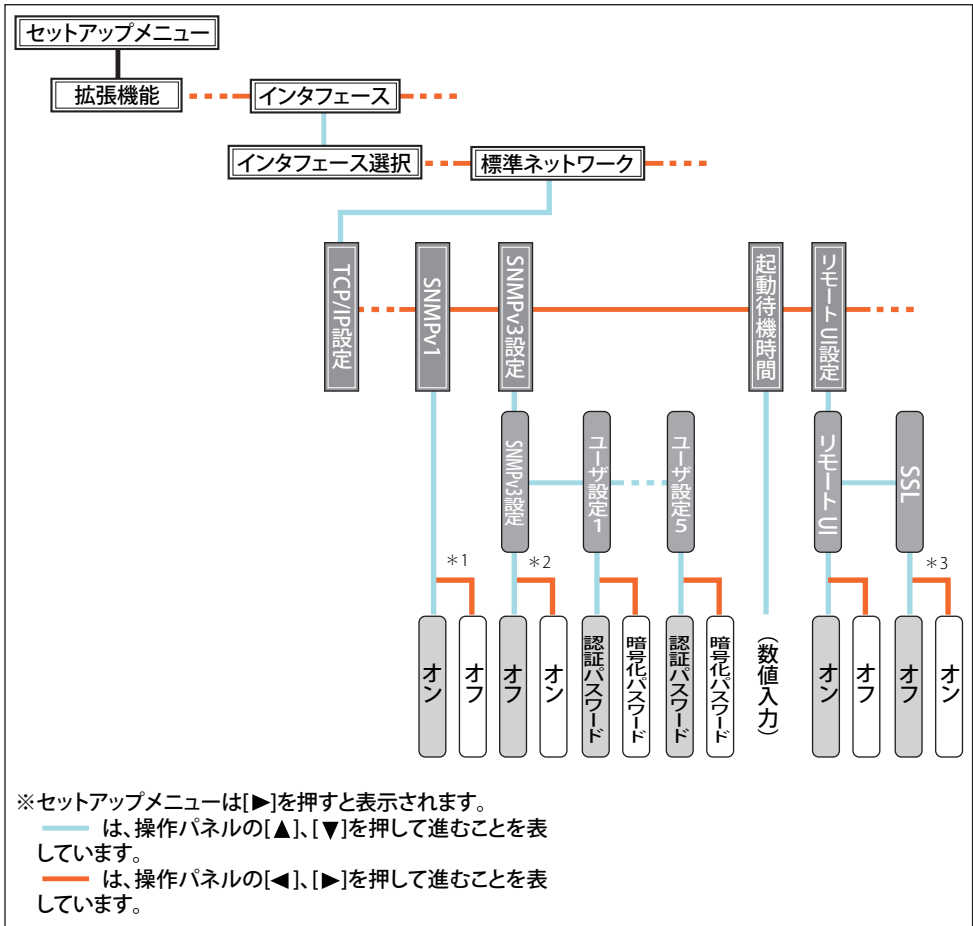 セットアップメニュー
拡張機能
インタフェース
インタフェース選択
標準ネットワーク
TCP/IP設定
SNMPv1
SNMPv3設定
起動待機時間
リモートUI設定
SNMPv3設定
ユーザ設定1
ユーザ設定5
リモートUI
SSL
*1
*2
*3
オン
オフ
オフ
オン
認証パスワード
暗号化パスワード
認証パスワード
暗号化パスワード
(数値入力)
オン
オフ
オフ
オン
※セットアップメニューは[▶]を押すと表示されます。
は、操作パネルの[▲]、[▼]を押して進むことを表
しています。
は、操作パネルの[◀]、[▶]を押して進むことを表
しています。